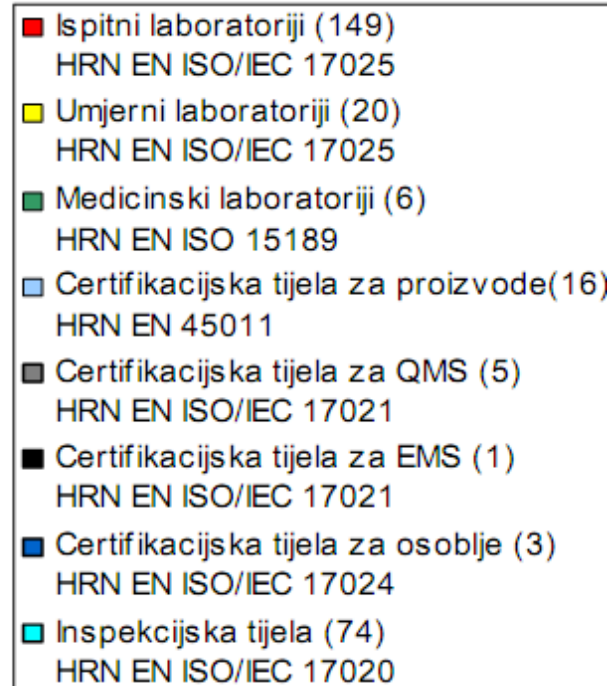 Ispitni laboratoriji (149)
HRN EN ISO/IEC 17025
Umjerni laboratoriji (20)
HRN EN ISO/IEC 17025
Medicinski laboratoriji (6)
HRN EN ISO 15189
Certifikacijska tijela za proizvode(16)
HRN EN 45011
Certifikacijska tijela za QMS (5)
HRN EN ISO/IEC 17021
Certifikacijska tijela za EMS (1)
HRN EN ISO/IEC 17021
Certifikacijska tijela za osoblje (3)
HRN EN ISO/IEC 17024
Inspekcijska tijela (74)
HRN EN ISO/IEC 17020